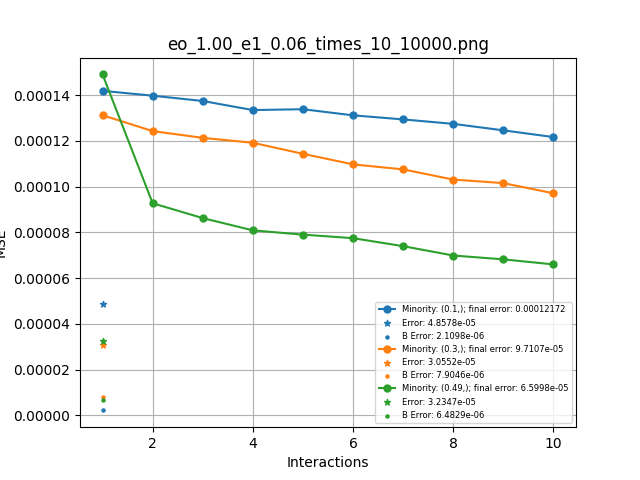 eo_1.00_e1_0.06_times_10_10000.png
MSE
0.00014
0.00012
0.00010
0.00008
0.00006
0.00004
0.00002
0.00000
Minority: (0.1,); final error: 0.00012172
Error: 4.8578e-05
B Error: 2.1098e-06
Minority: (0.3,); final error: 9.7107e-05
Error: 3.0552e-05
B Error: 7.9046e-06
Minority: (0.49,); final error: 6.5998e-05
Error: 3.2347e-05
B Error: 6.4829e-06
2 4 6 8 10
Interactions